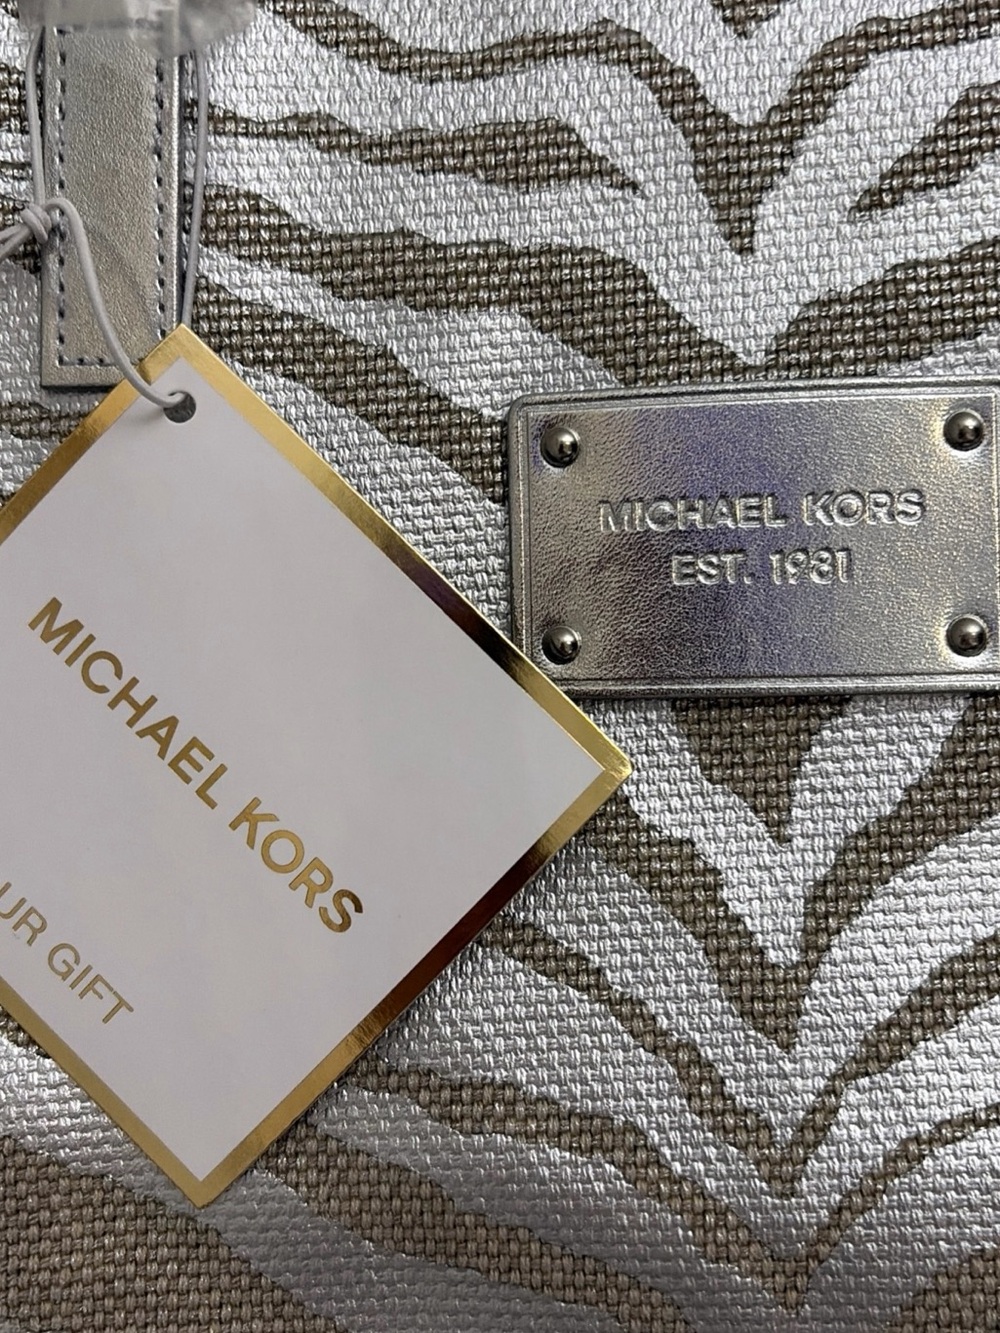 MICHAEL KORS
EST. 1981
MICHAEL KORS
UR GIFT